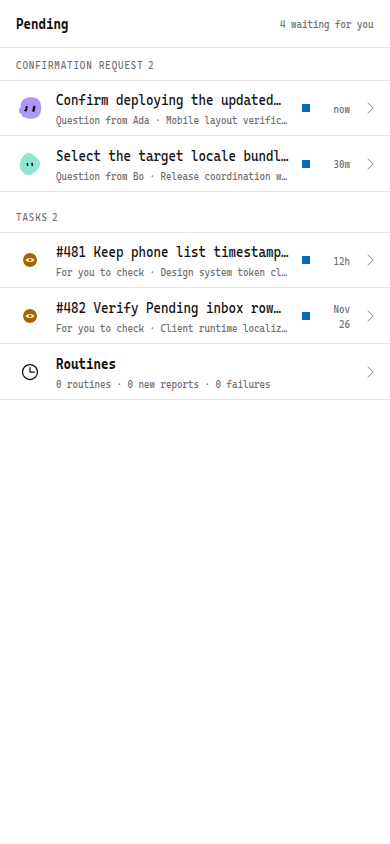 Pending
4 waiting for you
CONFIRMATION REQUEST 2
Confirm deploying the updated…
now
Question from Ada · Mobile layout verific…
Select the target locale bundl…
30m
Question from Bo · Release coordination w…
TASKS 2
#481 Keep phone list timestamp…
12h
For you to check · Design system token cl…
#482 Verify Pending inbox row…
Nov 26
For you to check · Client runtime localiz…
Routines
0 routines · 0 new reports · 0 failures